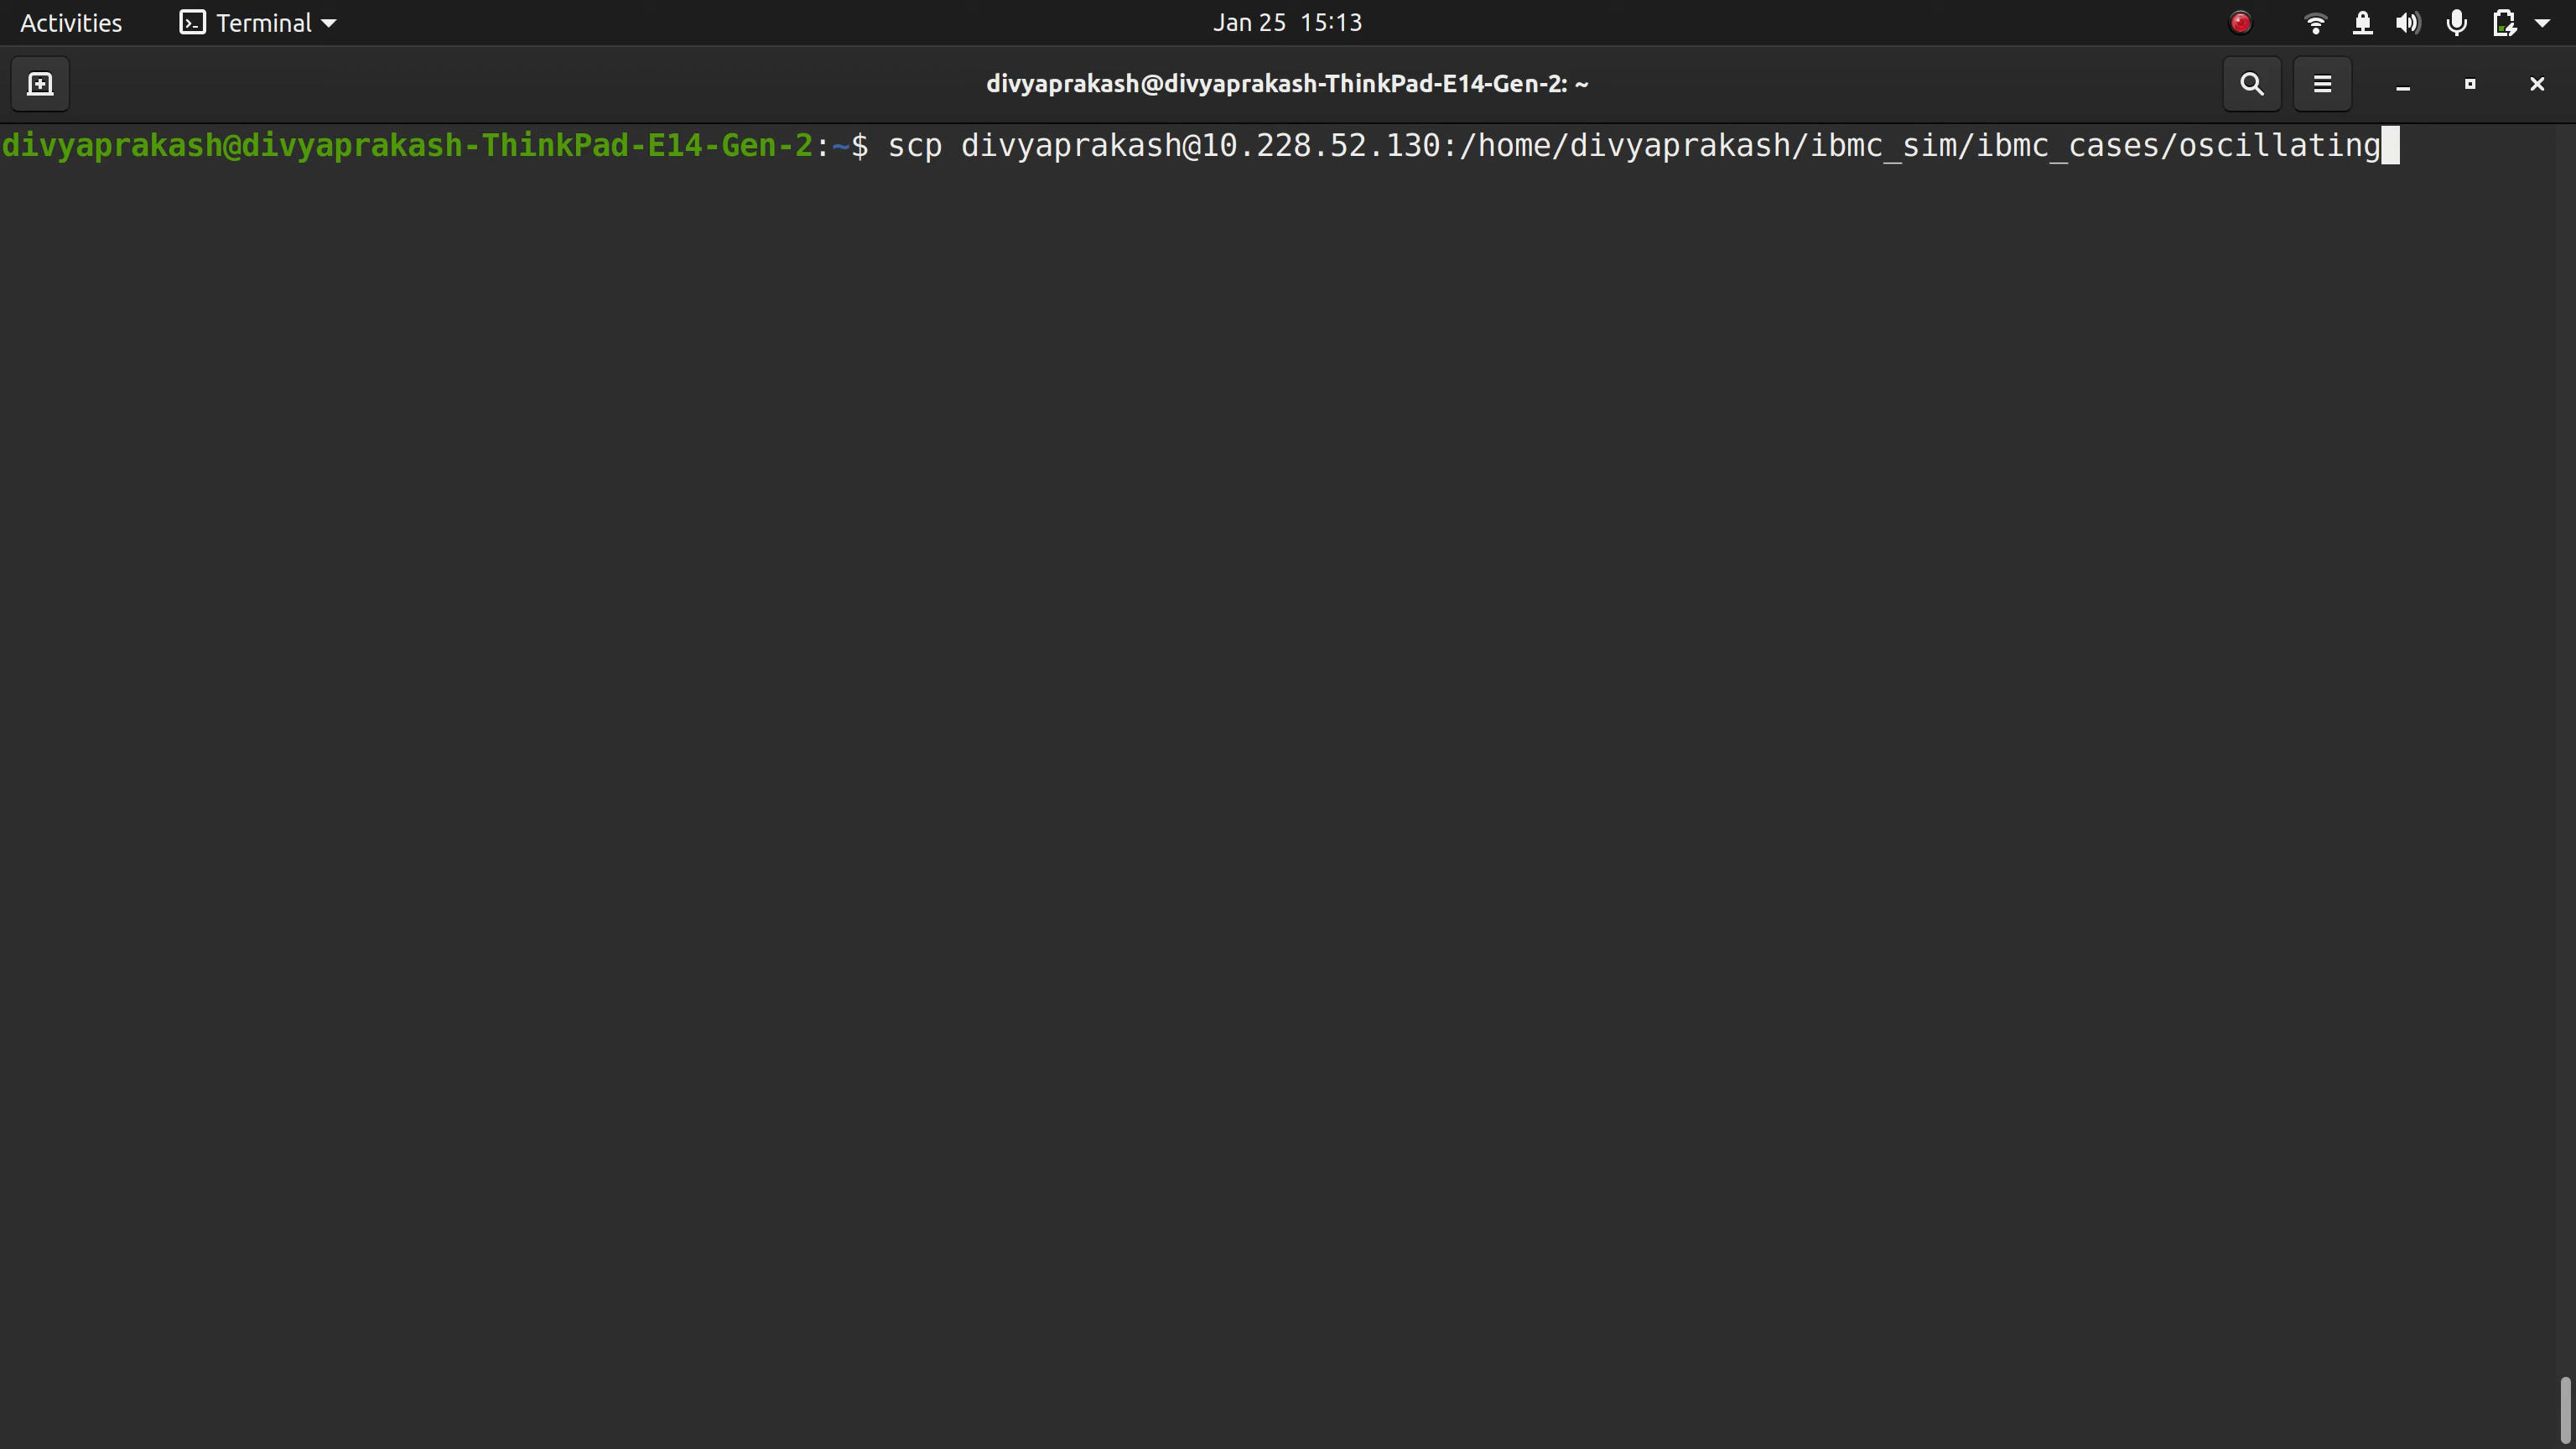 Activities Terminal Jan 25 15:13
divyaprakash@divyaprakash-ThinkPad-E14-Gen-2: ~
divyaprakash@divyaprakash-ThinkPad-E14-Gen-2:~$ scp divyaprakash@10.228.52.130:/home/divyaprakash/ibmc_sim/ibmc_cases/oscillating